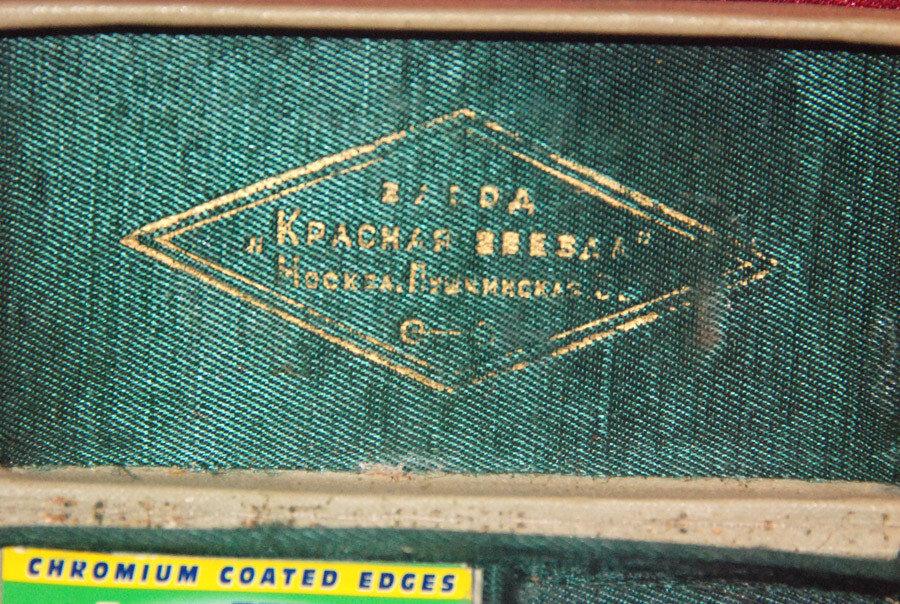 ЗАВОД
„КРАСНАЯ ЗВЕЗДА"
МОСКВА, ПУШКИНСКАЯ
CHROMIUM COATED EDGES